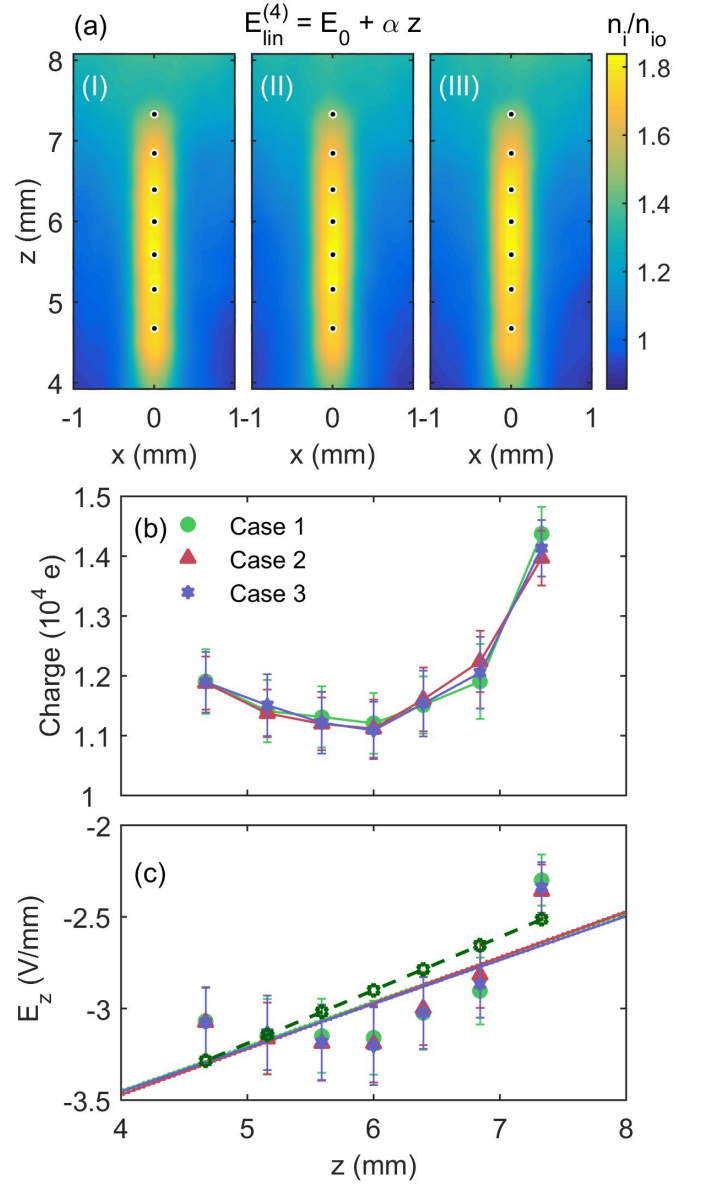 (a) E_lin^(4) = E_0 + α z n_i/n_io
8 (I) (II) (III) 1.8
7 1.6
z (mm) 6 1.4
5 1.2
4 1
-1 0 1 -1 0 1 -1 0 1
x (mm) x (mm) x (mm)
1.5 (b) Case 1
1.4 Case 2
Case 3
1.3
Charge (10^4 e)
1.2
1.1
1
-2
(c)
-2.5
E_z (V/mm)
-3
-3.5
4 5 6 7 8
z (mm)